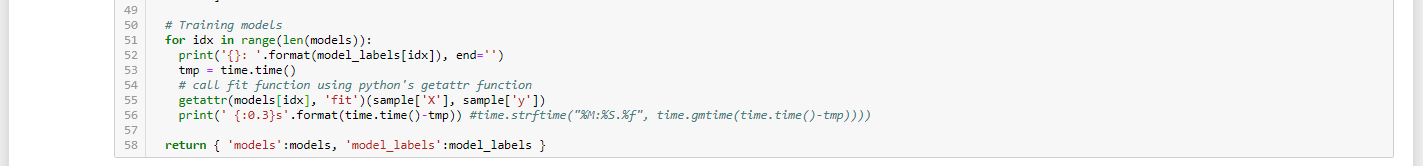 49
50 # Training models
51 for idx in range(len(models)):
52 print('{}: '.format(model_labels[idx]), end='')
53 tmp = time.time()
54 # call fit function using python's getattr function
55 getattr(models[idx], 'fit')(sample['X'], sample['y'])
56 print(' {:0.3}s'.format(time.time()-tmp)) #time.strftime("%M:%S.%f", time.gmtime(time.time()-tmp))))
57
58 return { 'models':models, 'model_labels':model_labels }